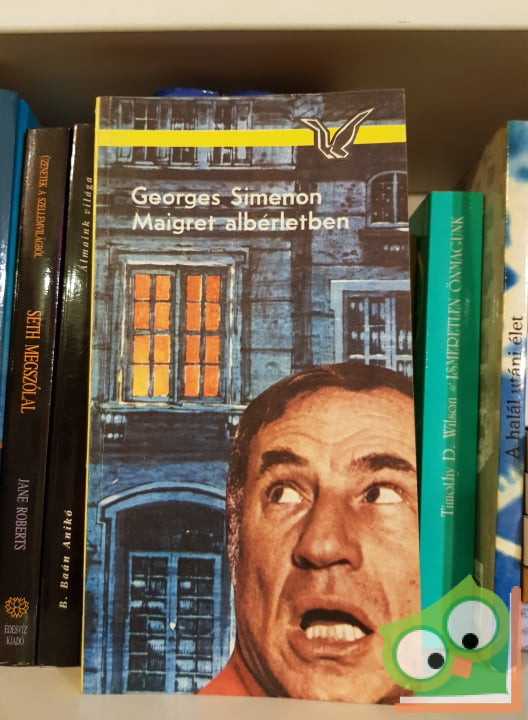 Georges Simenon
Maigret albérletben
ÜZENETEK A SZELLEMVILÁGBÓL
SETH MEGSZÓLAL
JANE ROBERTS
ÉDESVÍZ
KIADÓ
Álmaink világa
B. Baán Anikó
Timothy D. Wilson • ISMERETLEN ÖNMAGUNK
A halál utáni élet